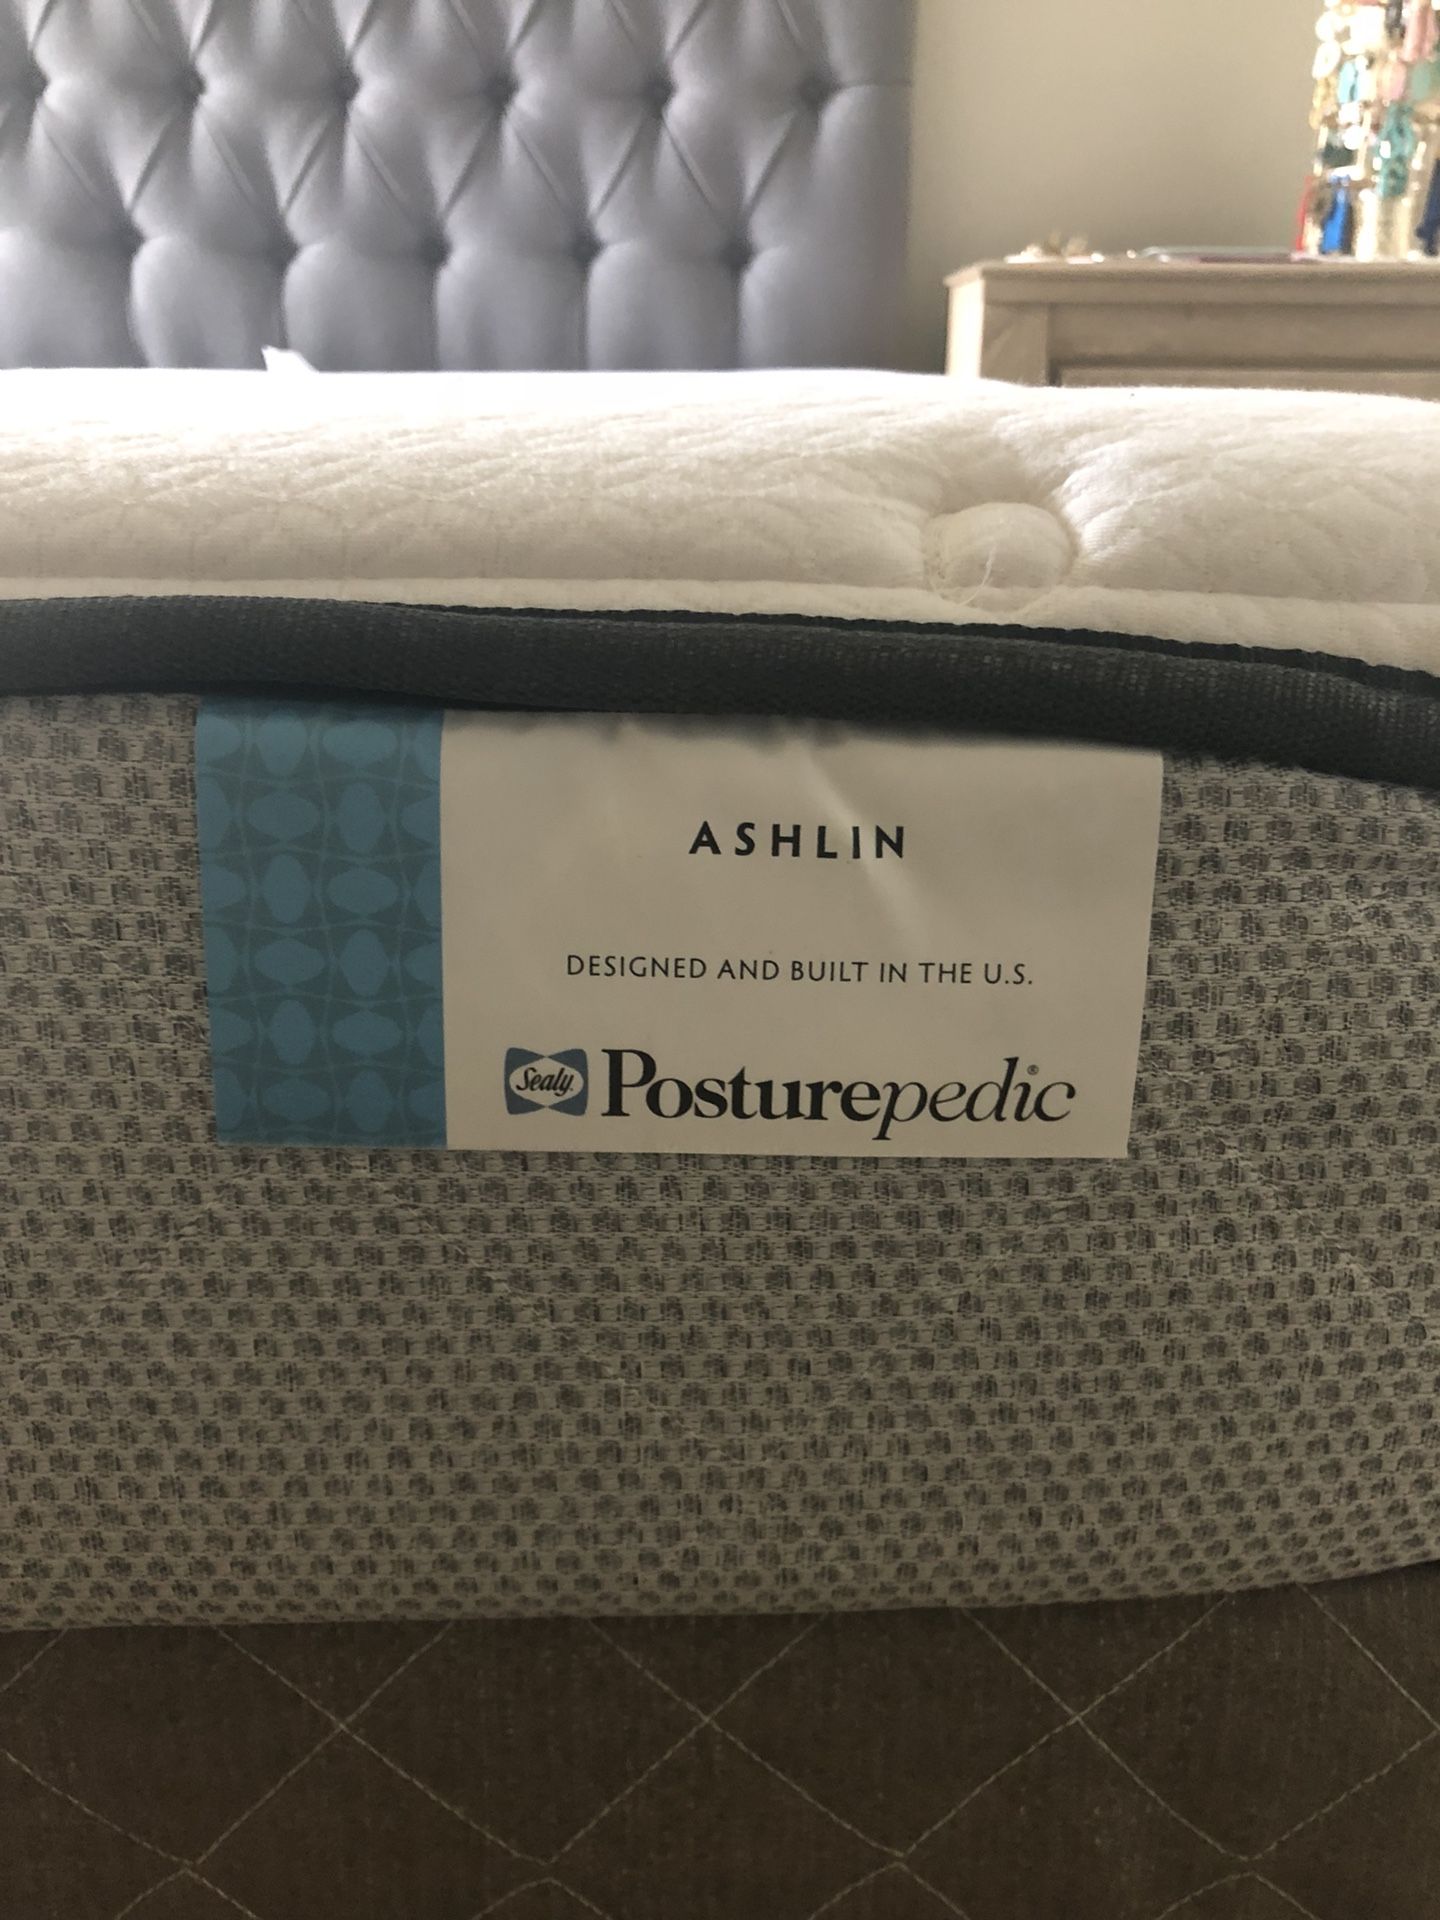 ASHLIN
DESIGNED AND BUILT IN THE U.S.
Sealy Posturepedic®